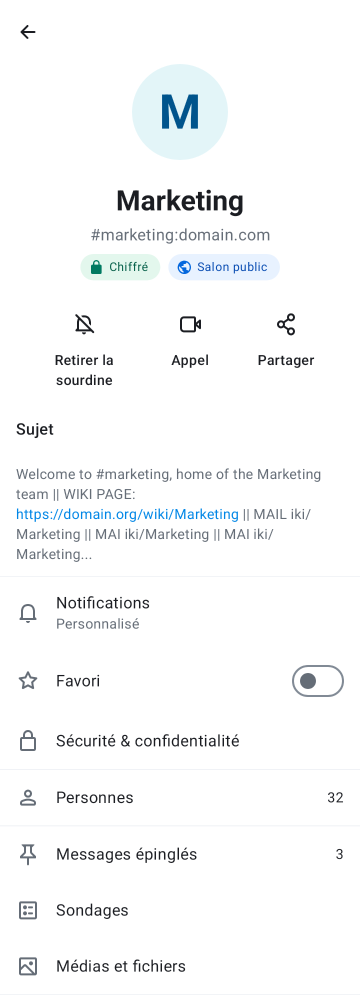 M
Marketing
#marketing:domain.com
Chiffré
Salon public
Retirer la
sourdine
Appel
Partager
Sujet
Welcome to #marketing, home of the Marketing
team || WIKI PAGE:
https://domain.org/wiki/Marketing || MAIL iki/
Marketing || MAI iki/Marketing || MAI iki/
Marketing...
Notifications
Personnalisé
Favori
Sécurité & confidentialité
Personnes 32
Messages épinglés 3
Sondages
Médias et fichiers